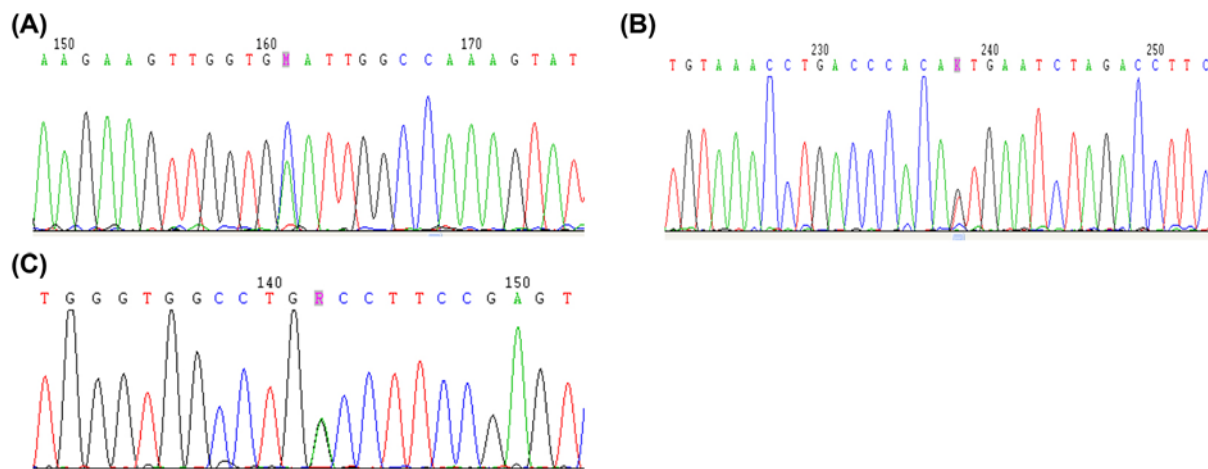 (A)
150 160 170
A A G A A G T T G G T G M A T T G G C C A A A G T A T
(B)
230 240 250
T G T A A A C C T G A C C C A C A K T G A A T C T A G A C C T T C
(C)
140 150
T G G G T G G C C T G R C C T T C C G A G T